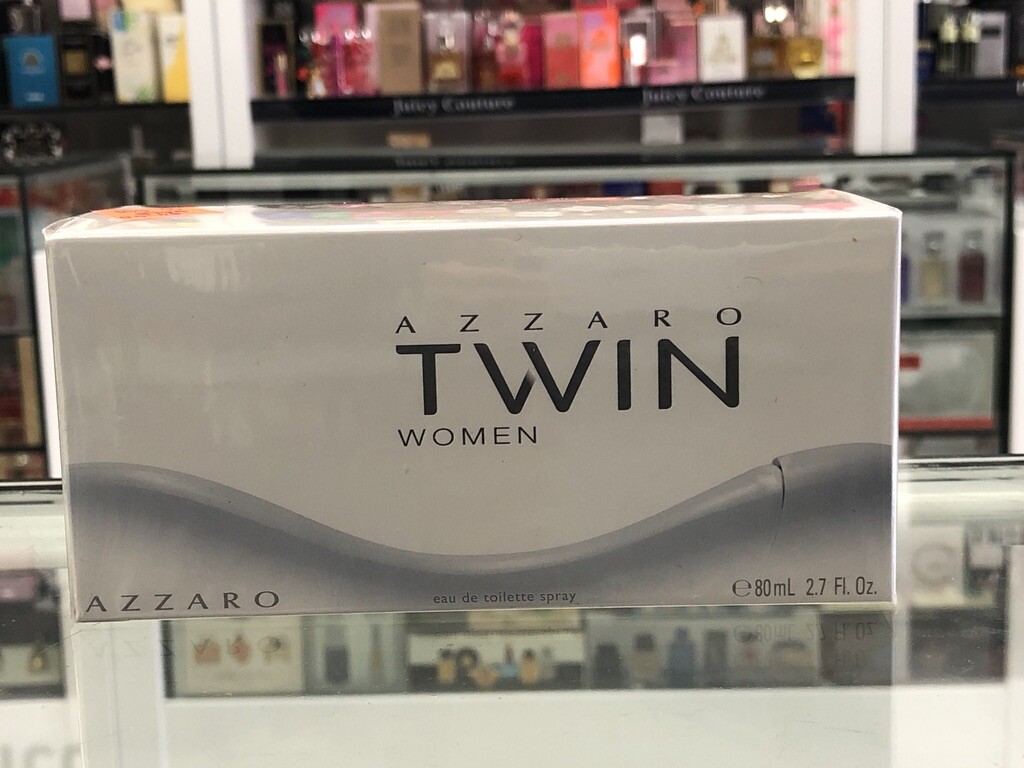 Juicy Couture Juicy Couture
AZZARO
TWIN
WOMEN
AZZARO
eau de toilette spray
℮80mL 2.7 Fl. Oz.